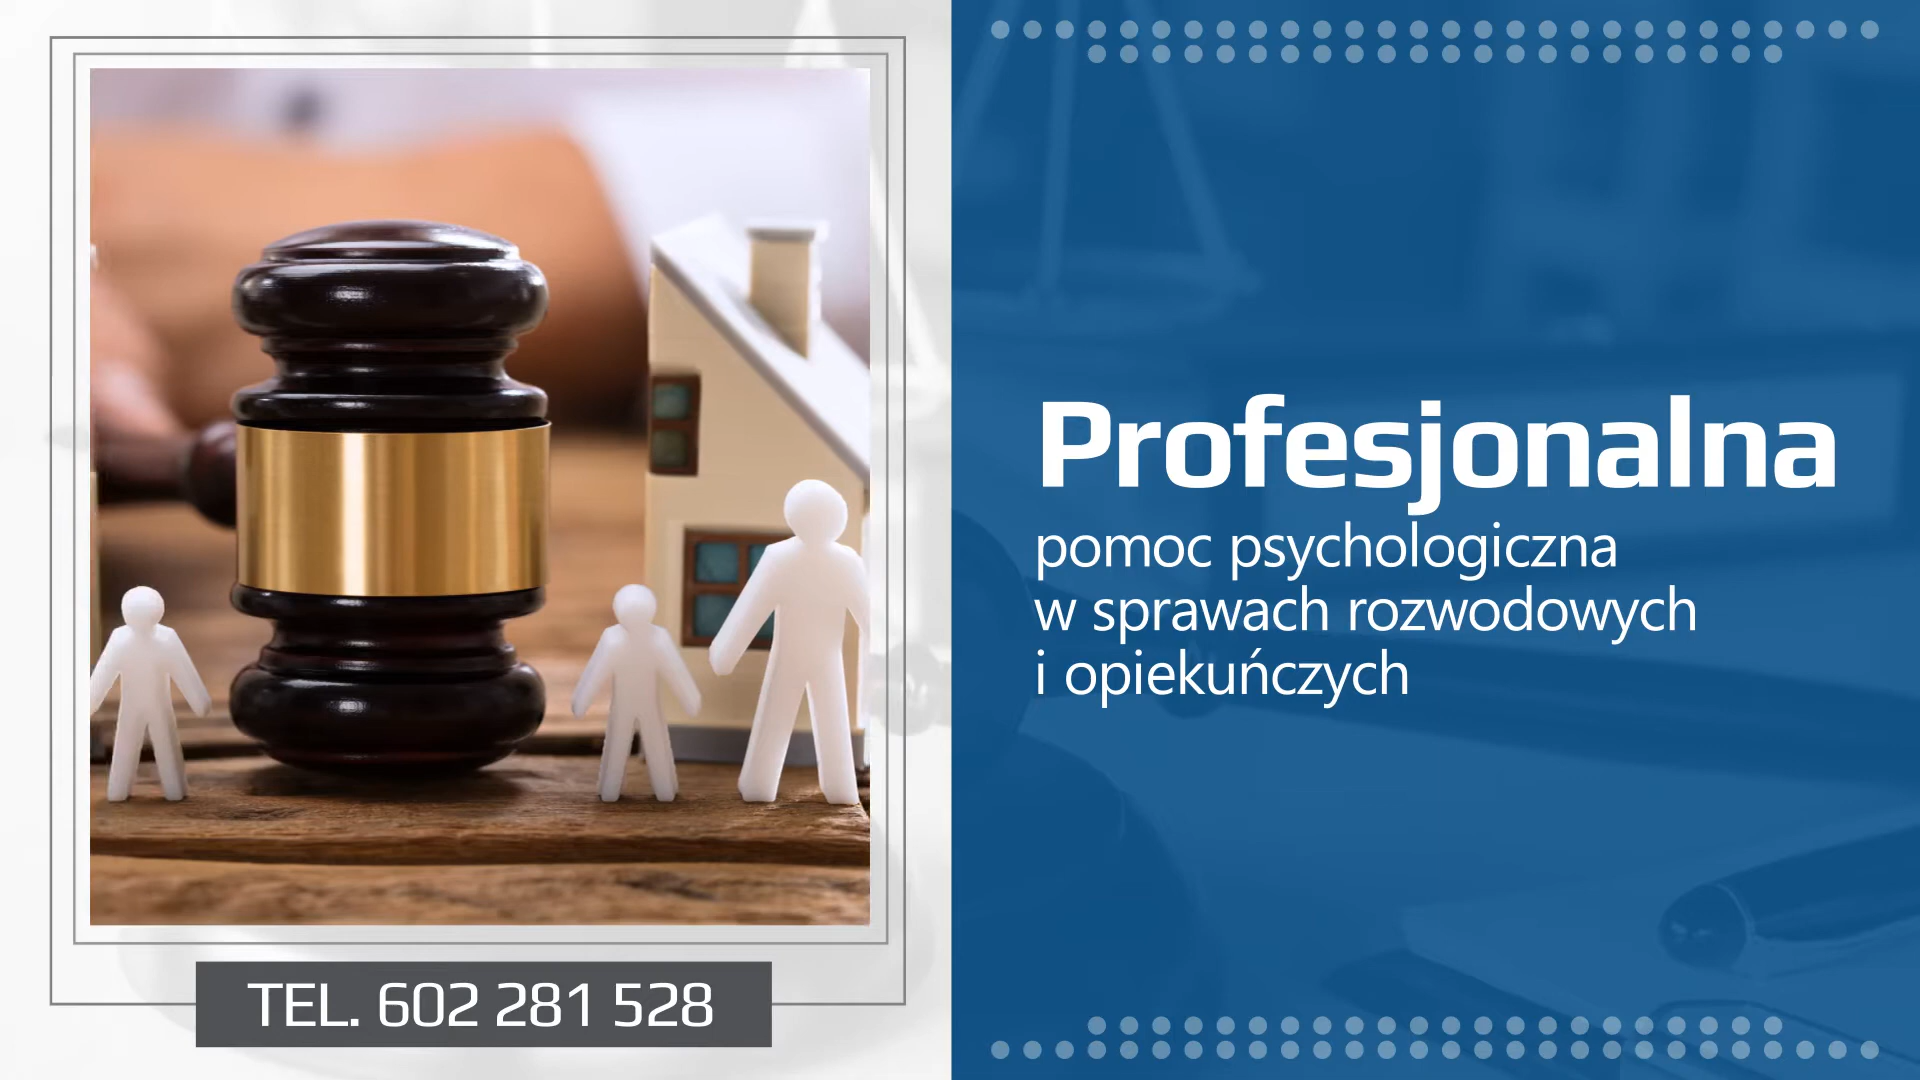 Profesjonalna
pomoc psychologiczna
w sprawach rozwodowych
i opiekuńczych
TEL. 602 281 528